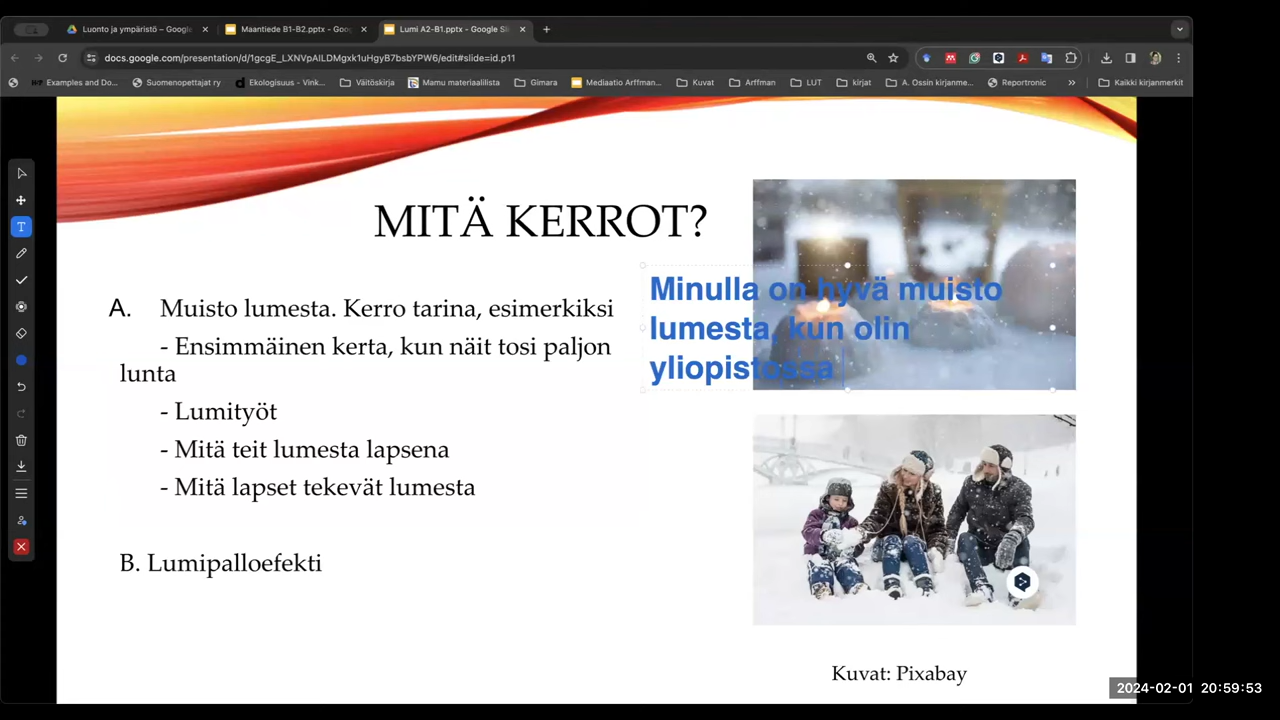 Luonto ja ympäristö – Google
Maantiede B1-B2.pptx - Goog
Lumi A2-B1.pptx - Google Sl
docs.google.com/presentation/d/1gcgE_LXNVpAILDMgxk1uHgyB7bsbYPW6/edit#slide=id.p11
Examples and Do...
Suomenopettajat ry
Ekologisuus - Vink...
Väitöskirja
Mamu materiaalilista
Gimara
Mediaatio Arffman...
Kuvat
Arffman
LUT
kirjat
A. Ossin kirjanme...
Reportronic
»
Kaikki kirjanmerkit
MITÄ KERROT?
A. Muisto lumesta. Kerro tarina, esimerkiksi
- Ensimmäinen kerta, kun näit tosi paljon
lunta
- Lumityöt
- Mitä teit lumesta lapsena
- Mitä lapset tekevät lumesta
B. Lumipalloefekti
Minulla on hyvä muisto
lumesta, kun olin
yliopistossa
Kuvat: Pixabay
2024-02-01 20:59:53